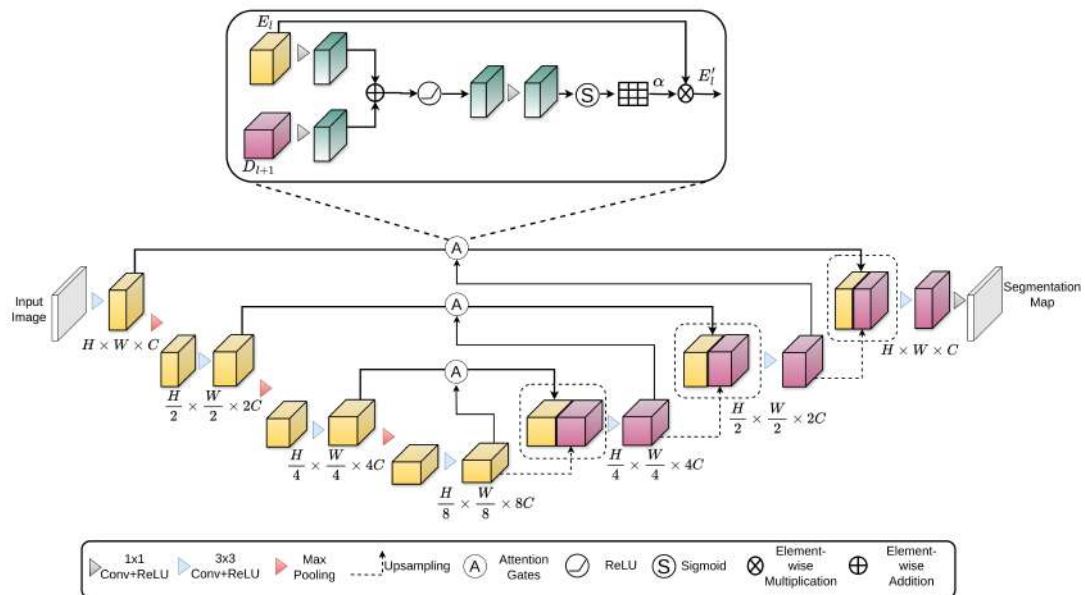 E_l
α
E'_l
D_{l+1}
A
Input
Image
H × W × C
A
H/2 × W/2 × 2C
A
H/4 × W/4 × 4C
H/8 × W/8 × 8C
H/4 × W/4 × 4C
H/2 × W/2 × 2C
H × W × C
Segmentation
Map
1x1
Conv+ReLU
3x3
Conv+ReLU
Max
Pooling
Upsampling
A
Attention
Gates
ReLU
S
Sigmoid
Element-
wise
Multiplication
Element-
wise
Addition
S